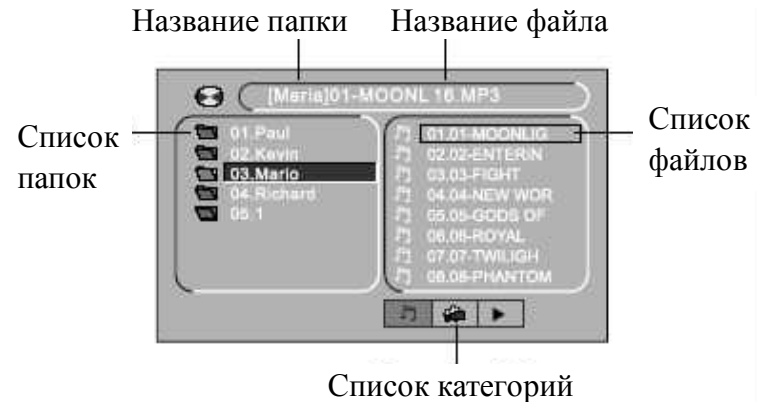 Название папки
Название файла
[Maria]01-MOONL 16.MP3
Список папок
01.Paul
02.Kevin
03.Mario
04.Richard
05.1
01.01-MOONLIG
02.02-ENTERIN
03.03-FIGHT
04.04-NEW WOR
05.05-GODS OF
06.06-ROYAL
07.07-TWILIGH
08.08-PHANTOM
Список файлов
Список категорий